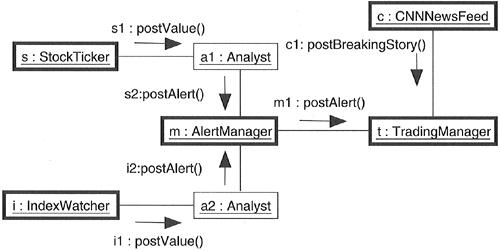 s1 : postValue()
c : CNNNewsFeed
s : StockTicker
a1 : Analyst
c1 : postBreakingStory()
s2:postAlert()
m1 : postAlert()
m : AlertManager
t : TradingManager
i2:postAlert()
i : IndexWatcher
a2 : Analyst
i1 : postValue()